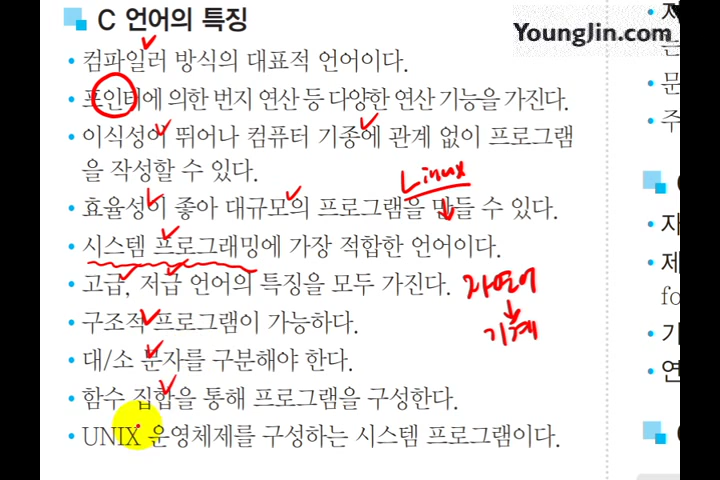 C 언어의 특징
YoungJin.com
컴파일러 방식의 대표적 언어이다.
포인터에 의한 번지 연산 등 다양한 연산 기능을 가진다.
이식성이 뛰어나 컴퓨터 기종에 관계 없이 프로그램
을 작성할 수 있다.
Linux
효율성이 좋아 대규모의 프로그램을 만들 수 있다.
시스템 프로그래밍에 가장 적합한 언어이다.
고급, 저급 언어의 특징을 모두 가진다.
자연어
구조적 프로그램이 가능하다.
기계
대/소 문자를 구분해야 한다.
함수 집합을 통해 프로그램을 구성한다.
UNIX 운영체제를 구성하는 시스템 프로그램이다.
문
주
자
제
fo
기
연